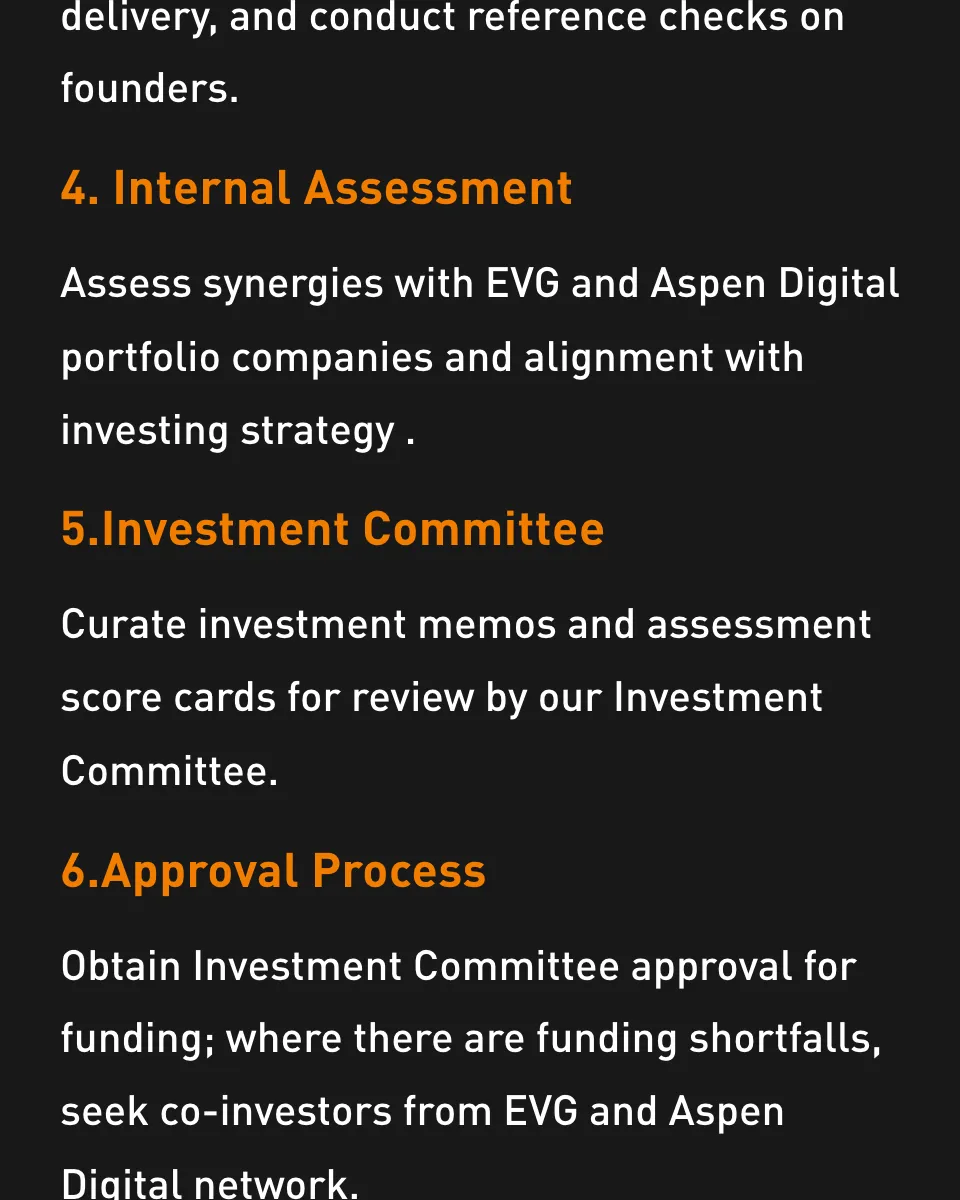 delivery, and conduct reference checks on
founders.
4. Internal Assessment
Assess synergies with EVG and Aspen Digital
portfolio companies and alignment with
investing strategy .
5.Investment Committee
Curate investment memos and assessment
score cards for review by our Investment
Committee.
6.Approval Process
Obtain Investment Committee approval for
funding; where there are funding shortfalls,
seek co-investors from EVG and Aspen
Digital network.